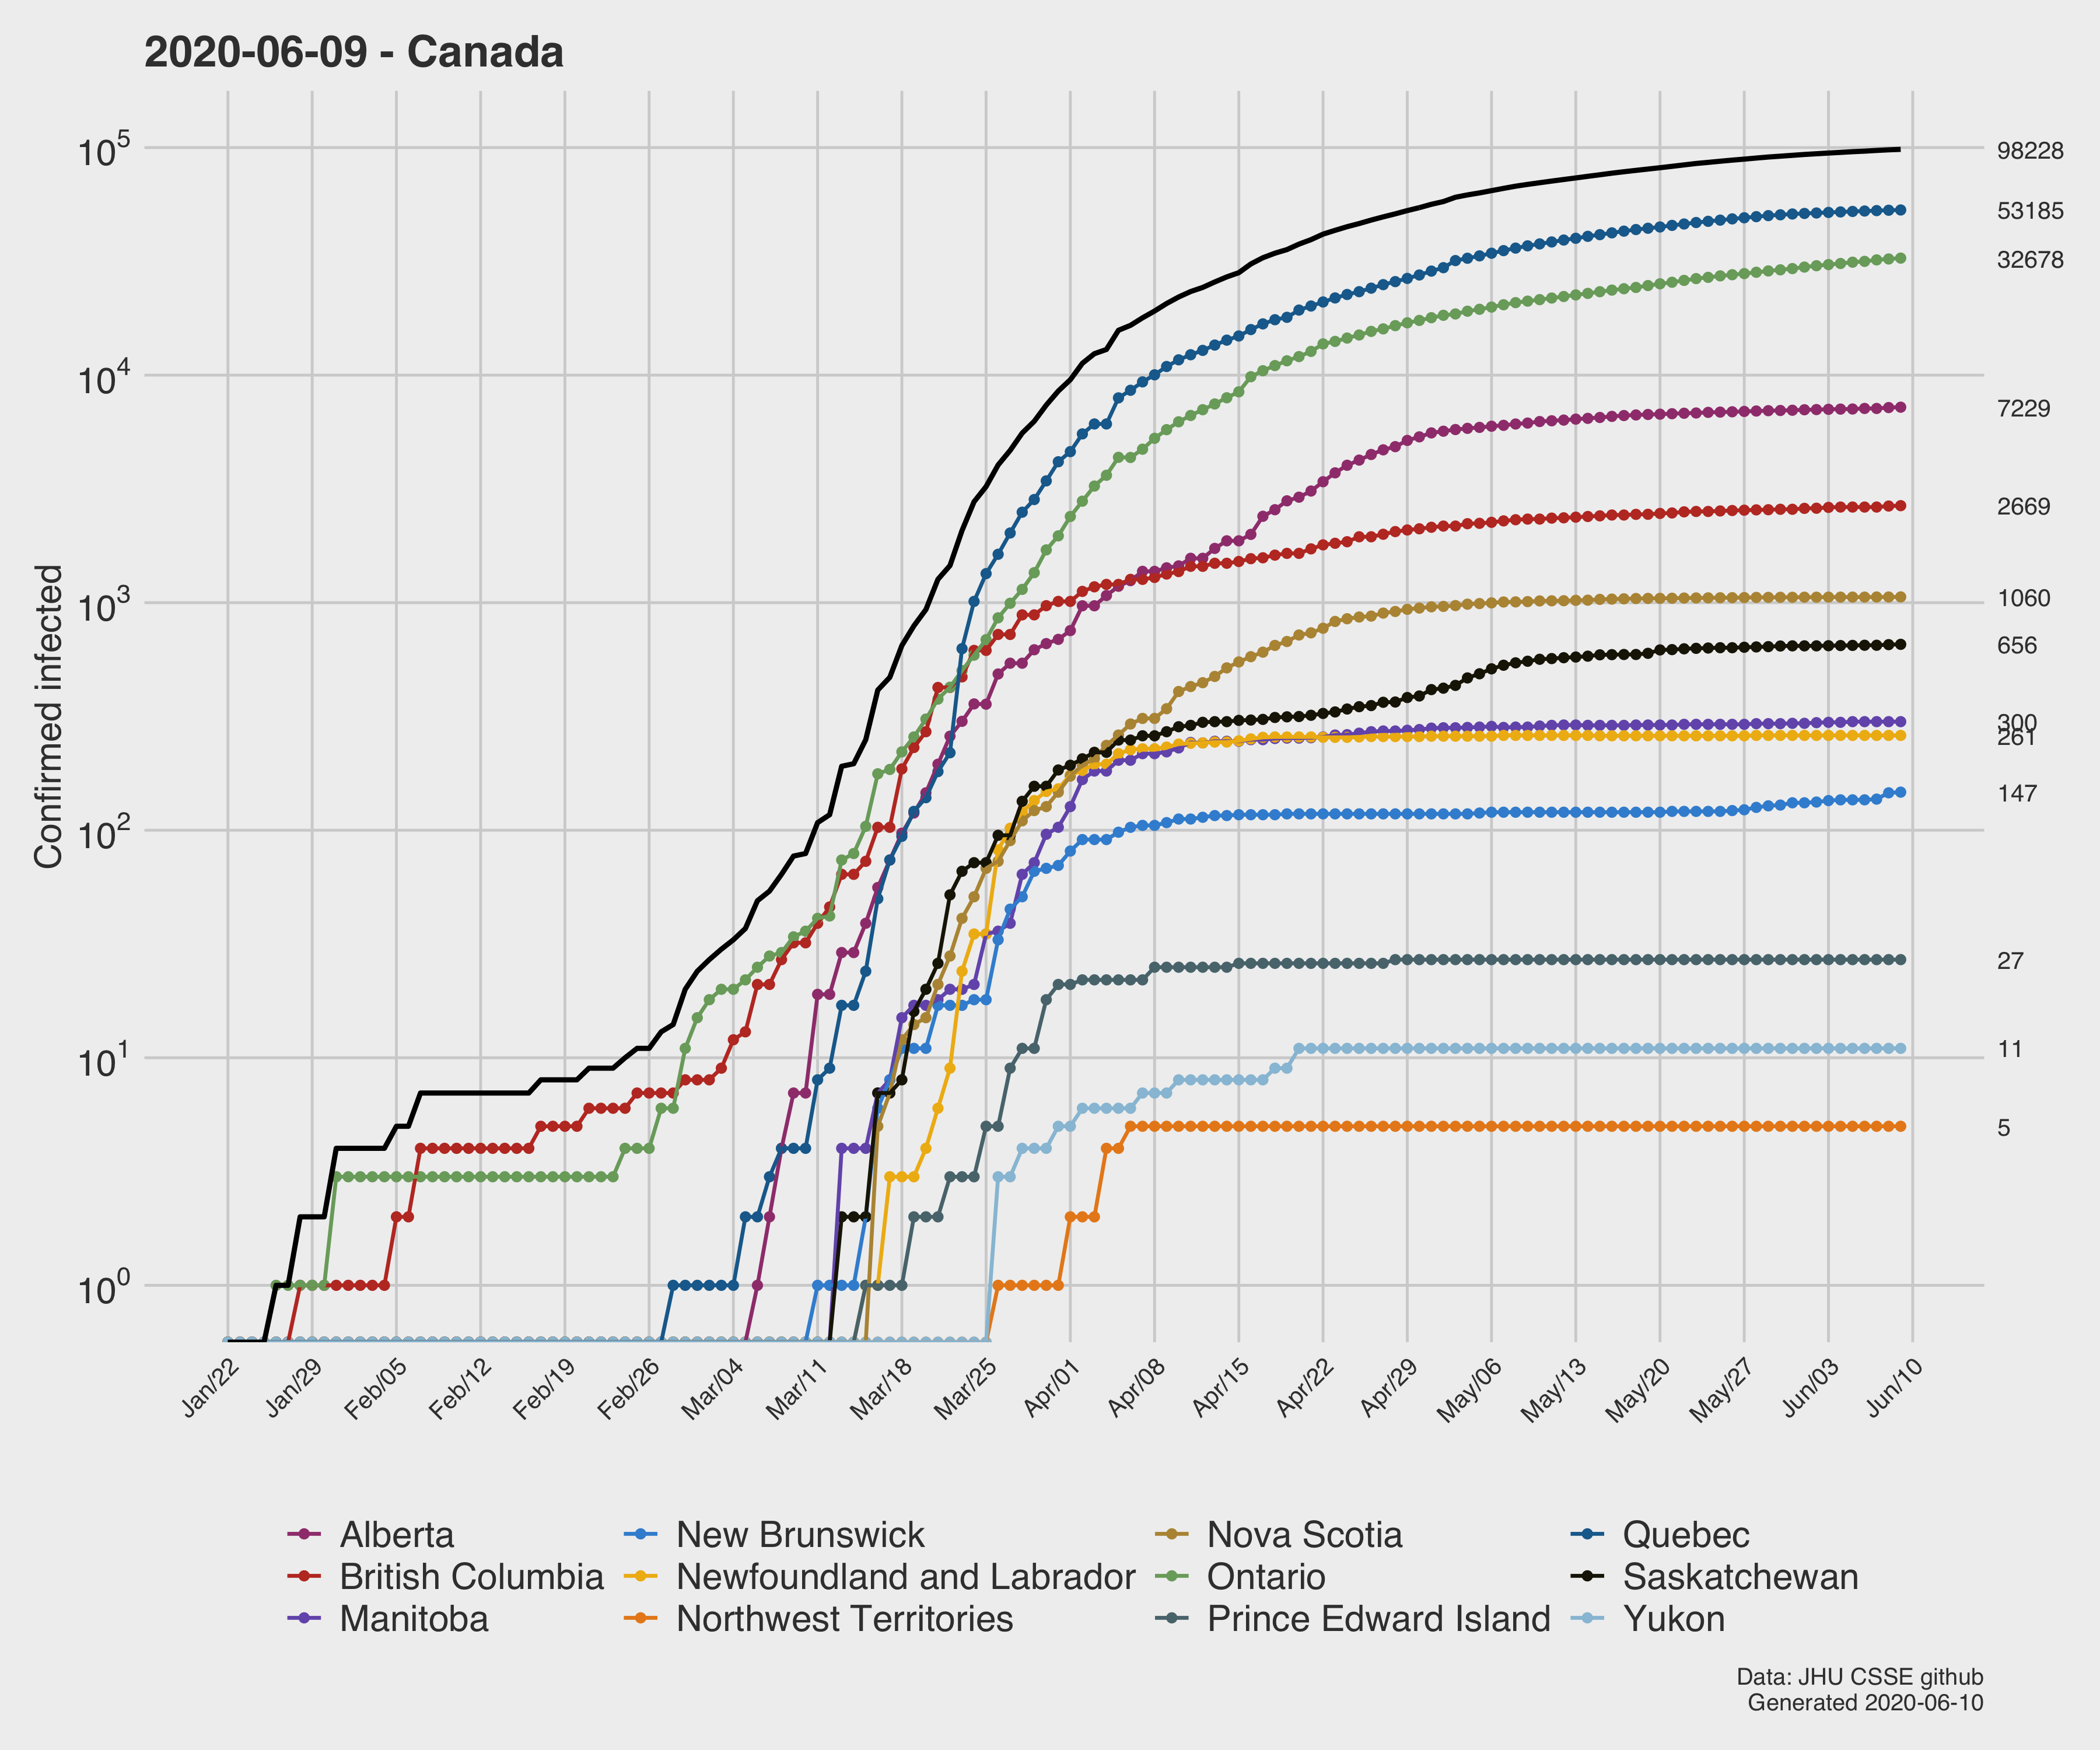 2020-06-09 - Canada
10^5
10^4
10^3
10^2
10^1
10^0
Confirmed infected
98228
53185
32678
7229
2669
1060
656
300
261
147
27
11
5
Jan/22 Jan/29 Feb/05 Feb/12 Feb/19 Feb/26 Mar/04 Mar/11 Mar/18 Mar/25 Apr/01 Apr/08 Apr/15 Apr/22 Apr/29 May/06 May/13 May/20 May/27 Jun/03 Jun/10
Alberta New Brunswick Nova Scotia Quebec
British Columbia Newfoundland and Labrador Ontario Saskatchewan
Manitoba Northwest Territories Prince Edward Island Yukon
Data: JHU CSSE github
Generated 2020-06-10